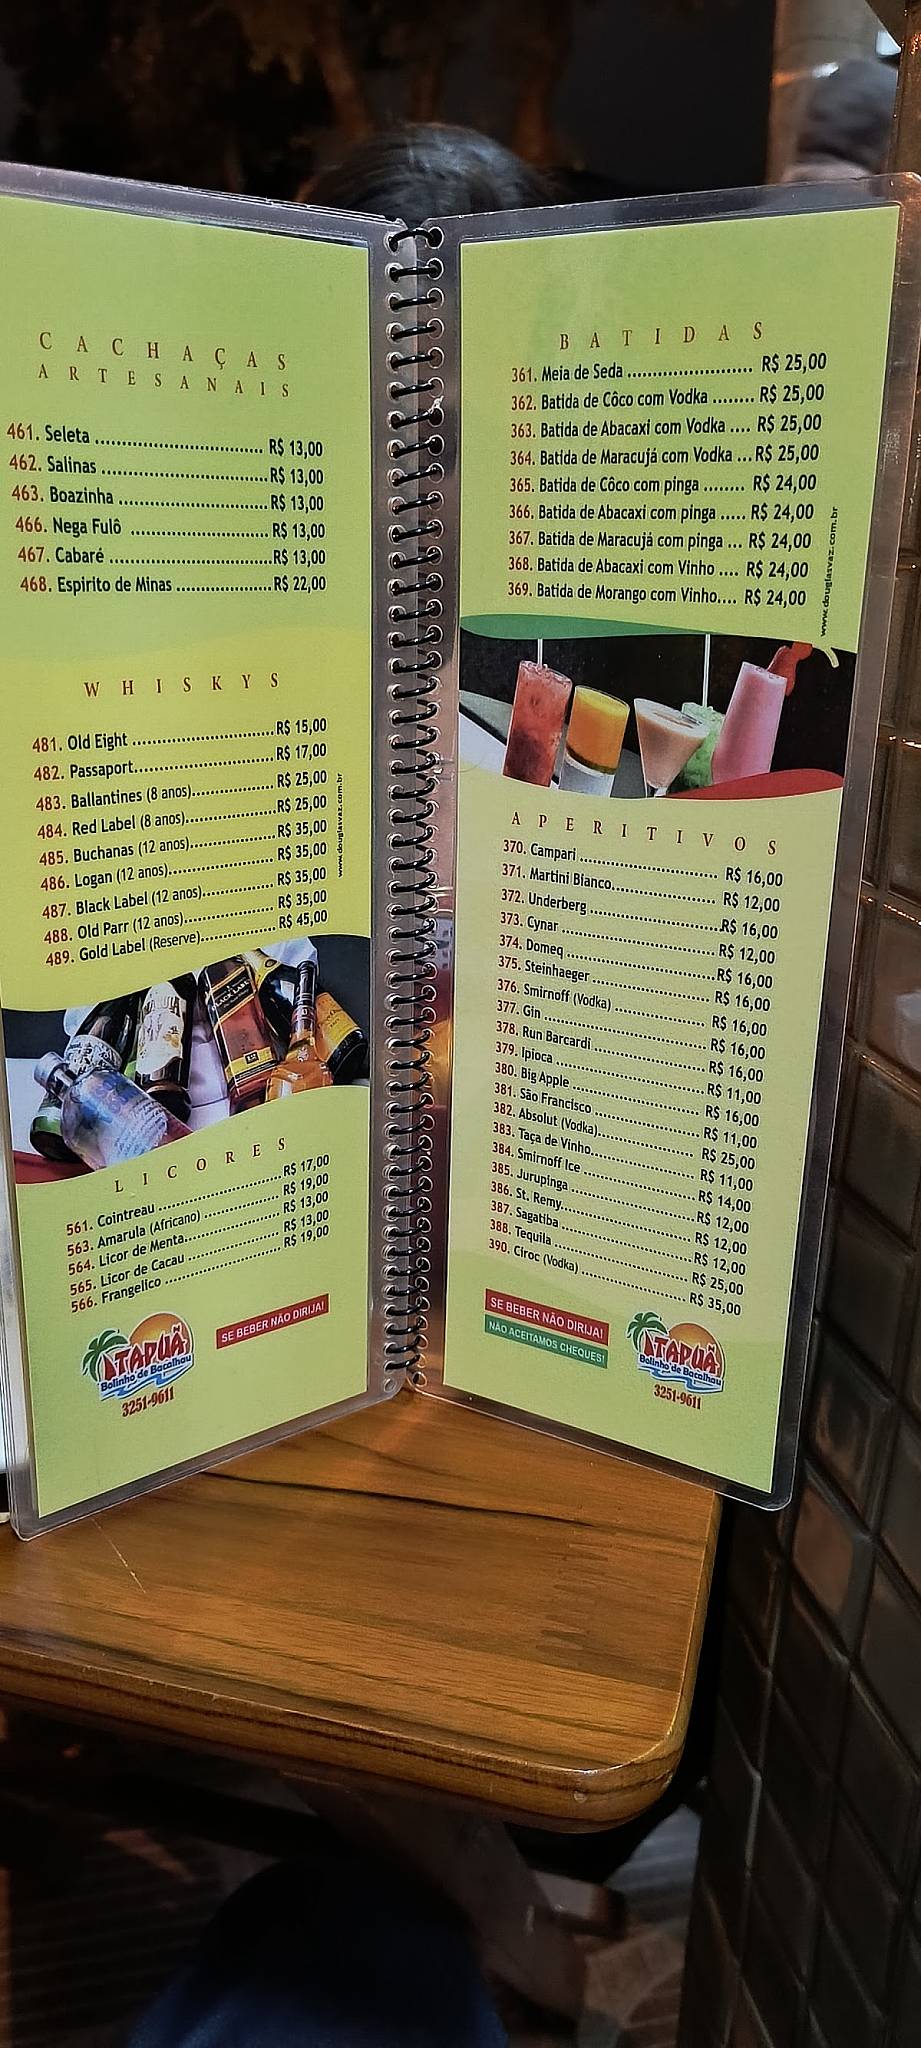 CACHAÇAS
ARTESANAIS
461. Seleta ........ R$ 13,00
462. Salinas ........ R$ 13,00
463. Boazinha ........ R$ 13,00
466. Nega Fulô ........ R$ 13,00
467. Cabaré ........ R$ 13,00
468. Espirito de Minas ........ R$ 22,00
WHISKYS
481. Old Eight ........ R$ 15,00
482. Passaport ........ R$ 17,00
483. Ballantines (8 anos) ........ R$ 25,00
484. Red Label (8 anos) ........ R$ 25,00
485. Buchanas (12 anos) ........ R$ 35,00
486. Logan (12 anos) ........ R$ 35,00
487. Black Label (12 anos) ........ R$ 35,00
488. Old Parr (12 anos) ........ R$ 35,00
489. Gold Label (Reserve) ........ R$ 45,00
www.douglasvaz.com.br
BLACK LABEL
12
LICORES
561. Cointreau ........ R$ 17,00
563. Amarula (Africano) ........ R$ 19,00
564. Licor de Menta ........ R$ 13,00
565. Licor de Cacau ........ R$ 13,00
566. Frangelico ........ R$ 19,00
ITAPUÃ
Bolinho de Bacalhau
3251-9611
SE BEBER NÃO DIRIJA!
BATIDAS
361. Meia de Seda ........ R$ 25,00
362. Batida de Côco com Vodka ........ R$ 25,00
363. Batida de Abacaxi com Vodka .... R$ 25,00
364. Batida de Maracujá com Vodka ... R$ 25,00
365. Batida de Côco com pinga ........ R$ 24,00
366. Batida de Abacaxi com pinga ..... R$ 24,00
367. Batida de Maracujá com pinga ... R$ 24,00
368. Batida de Abacaxi com Vinho .... R$ 24,00
369. Batida de Morango com Vinho.... R$ 24,00
www.douglasvaz.com.br
APERITIVOS
370. Campari ........ R$ 16,00
371. Martini Bianco ........ R$ 12,00
372. Underberg ........ R$ 16,00
373. Cynar ........ R$ 12,00
374. Domeq ........ R$ 16,00
375. Steinhaeger ........ R$ 16,00
376. Smirnoff (Vodka) ........ R$ 16,00
377. Gin ........ R$ 16,00
378. Run Barcardi ........ R$ 16,00
379. Ipioca ........ R$ 11,00
380. Big Apple ........ R$ 16,00
381. São Francisco ........ R$ 11,00
382. Absolut (Vodka) ........ R$ 25,00
383. Taça de Vinho ........ R$ 11,00
384. Smirnoff Ice ........ R$ 14,00
385. Jurupinga ........ R$ 12,00
386. St. Remy ........ R$ 12,00
387. Sagatiba ........ R$ 12,00
388. Tequila ........ R$ 25,00
390. Ciroc (Vodka) ........ R$ 35,00
SE BEBER NÃO DIRIJA!
NÃO ACEITAMOS CHEQUES!
ITAPUÃ
Bolinho de Bacalhau
3251-9611